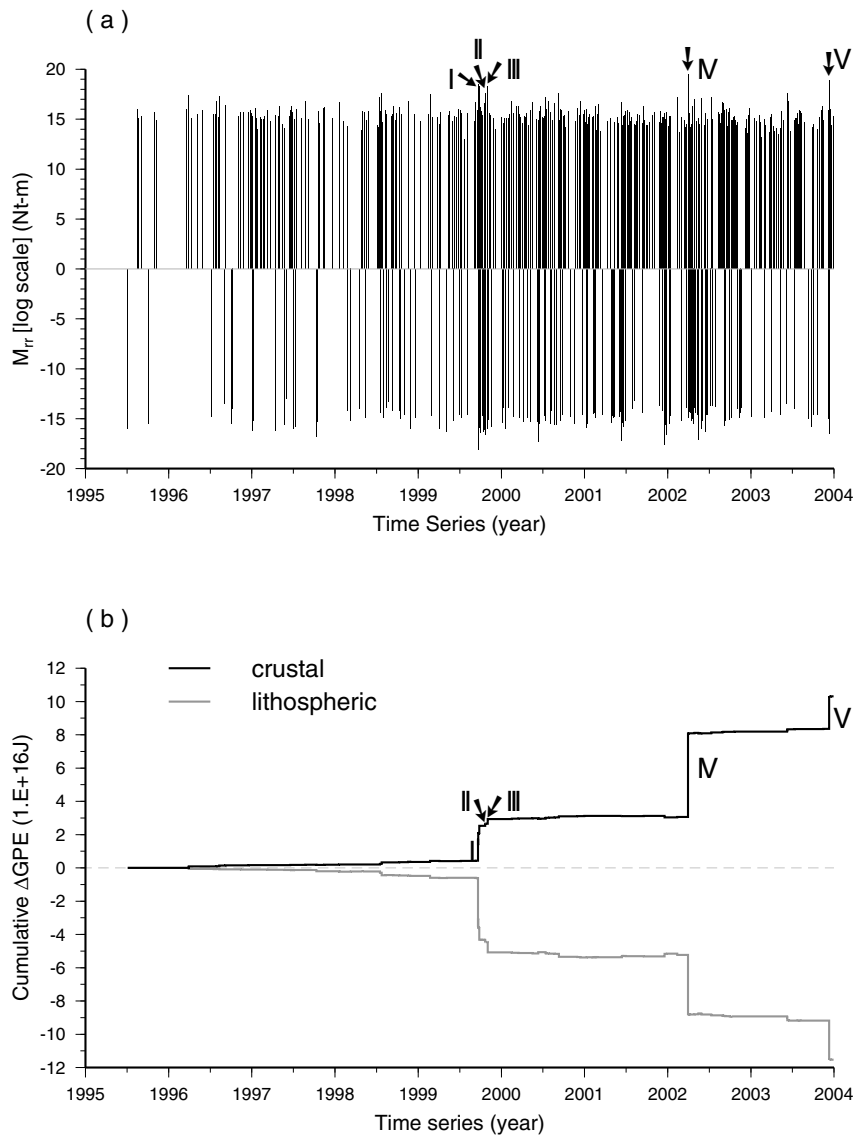 ( a )
II
I
III
IV
V
20
15
10
5
0
-5
-10
-15
-20
M_rr [log scale] (Nt-m)
1995 1996 1997 1998 1999 2000 2001 2002 2003 2004
Time Series (year)
( b )
crustal
lithospheric
12
10
8
6
4
2
0
-2
-4
-6
-8
-10
-12
Cumulative ΔGPE (1.E+16J)
V
IV
II
III
I
1995 1996 1997 1998 1999 2000 2001 2002 2003 2004
Time series (year)